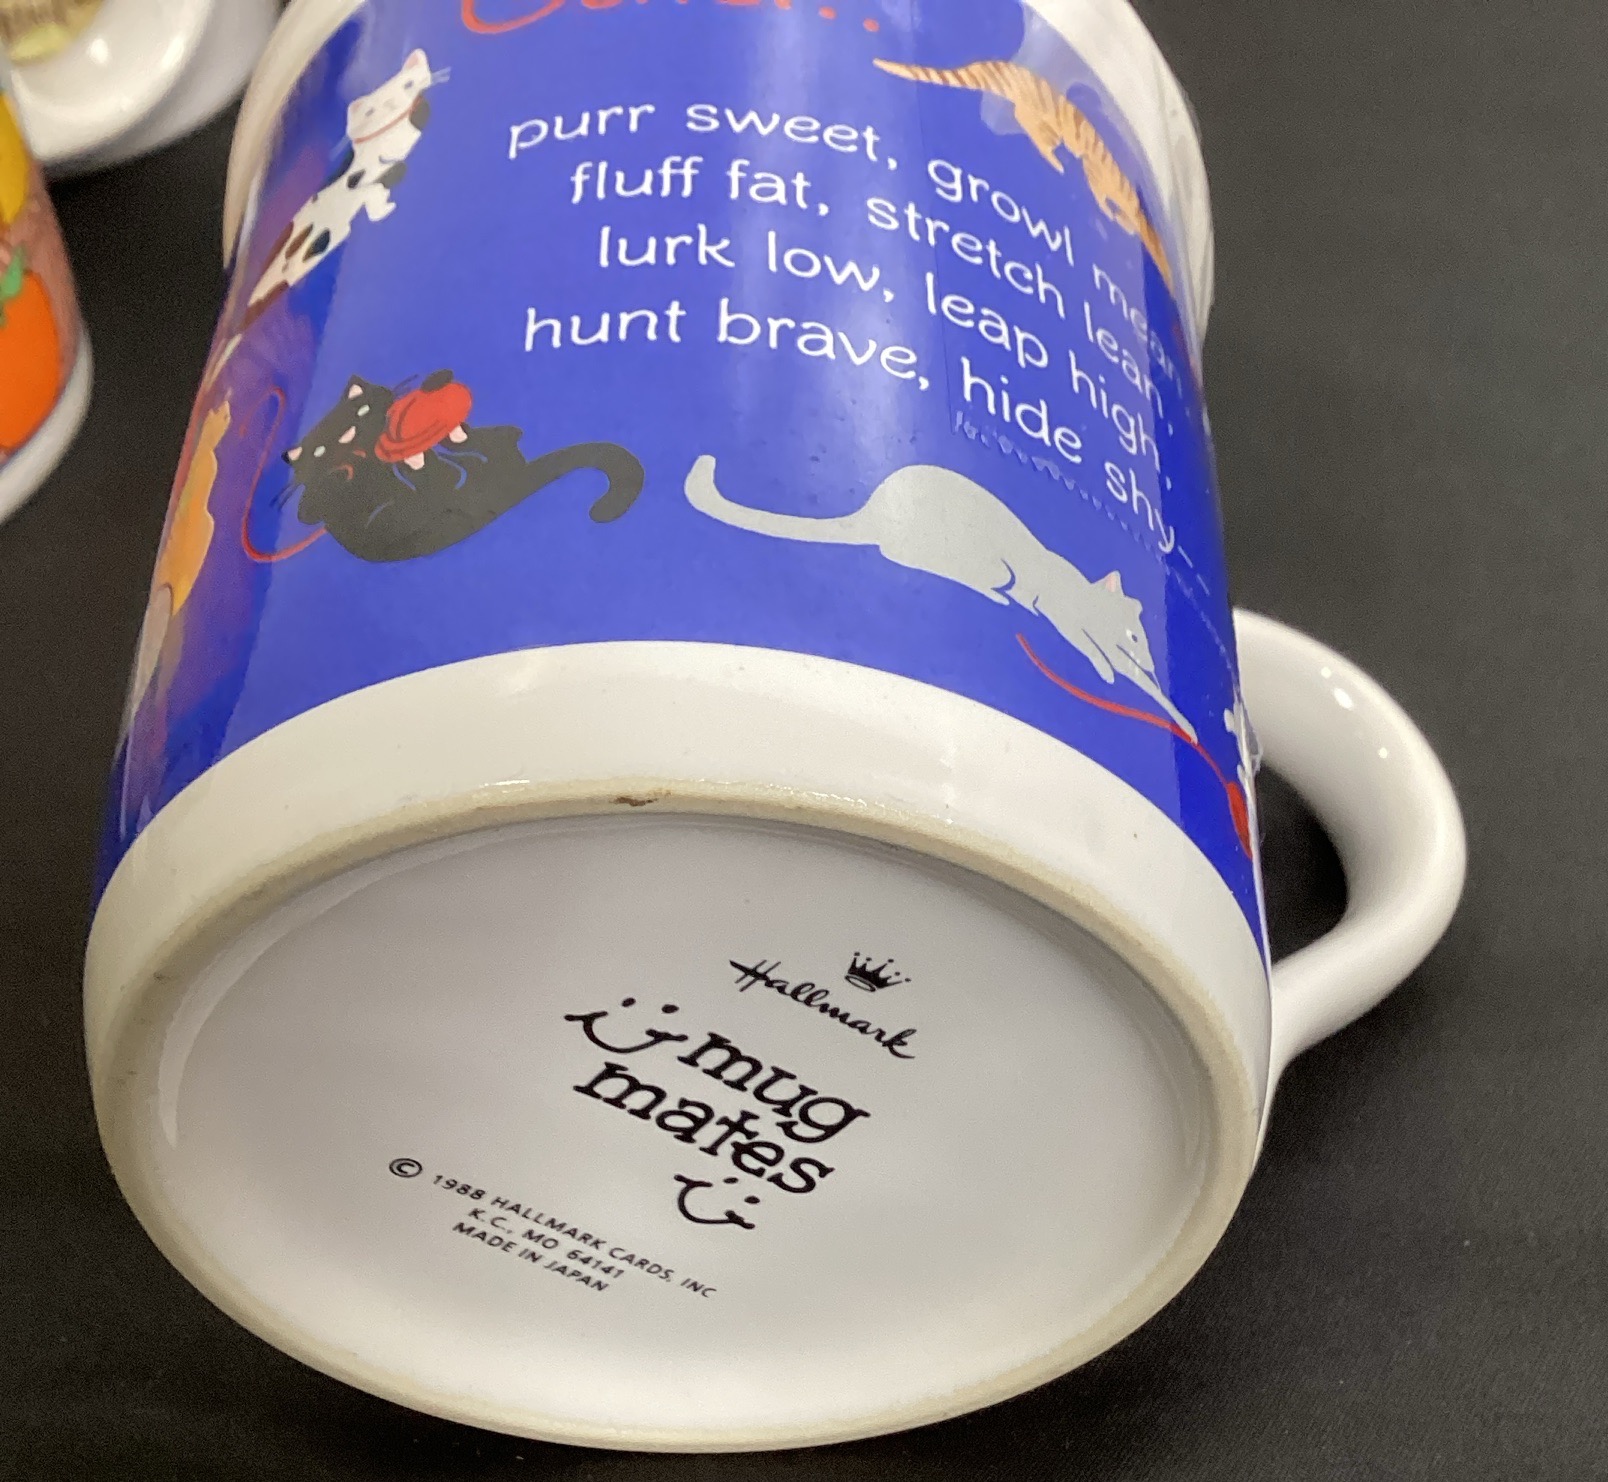 purr sweet, growl mean
fluff fat, stretch lean,
lurk low, leap high,
hunt brave, hide shy—
Hallmark
mug
mates
© 1988 HALLMARK CARDS, INC
K.C., MO 64141
MADE IN JAPAN